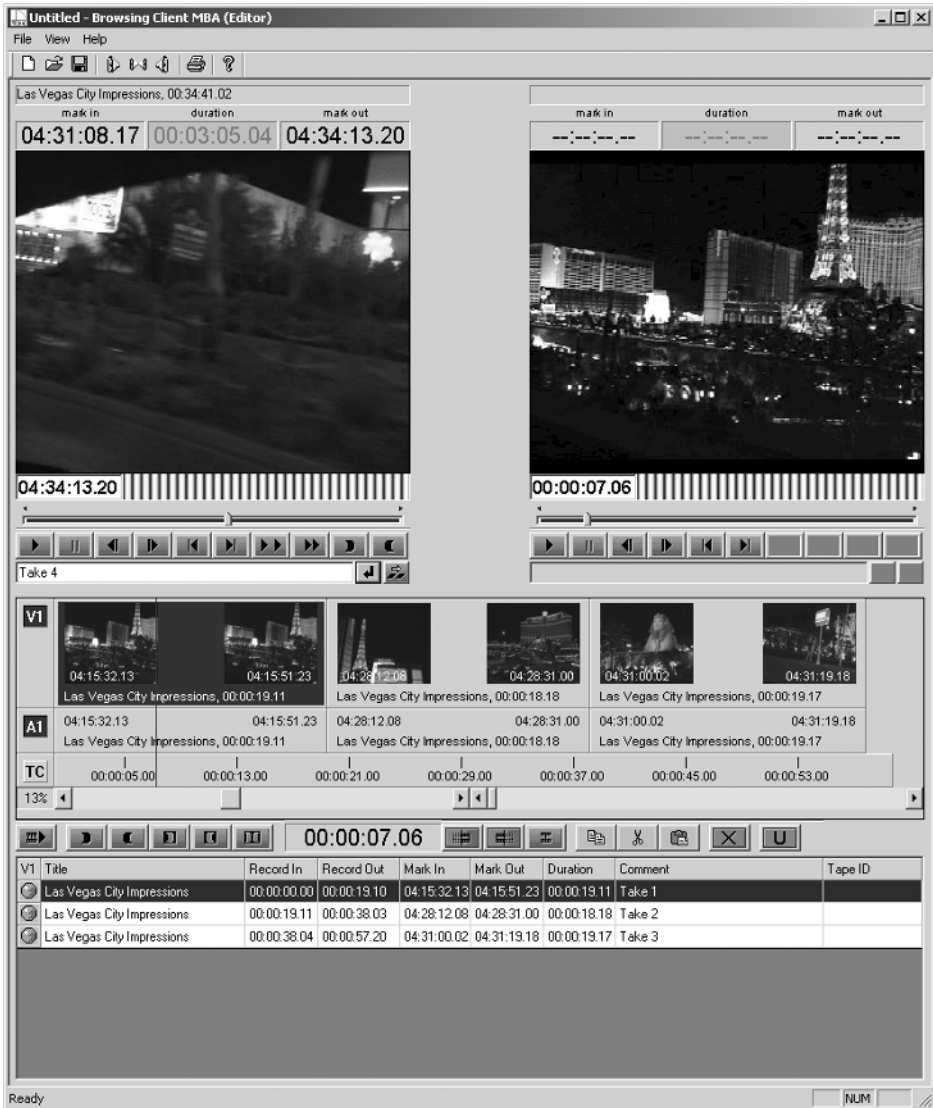 Untitled - Browsing Client MBA (Editor)
File View Help
Las Vegas City Impressions, 00:34:41.02
mark in duration mark out mark in duration mark out
04:31:08.17 00:03:05.04 04:34:13.20 --:--:--.-- --:--:--.-- --:--:--.--
04:34:13.20 00:00:07.06
Take 4
V1
04:15:32.13 04:15:51.23 04:28:12.08 04:28:31.00 04:31:00.02 04:31:19.18
Las Vegas City Impressions, 00:00:19.11 Las Vegas City Impressions, 00:00:18.18 Las Vegas City Impressions, 00:00:19.17
A1 04:15:32.13 04:15:51.23 04:28:12.08 04:28:31.00 04:31:00.02 04:31:19.18
Las Vegas City Impressions, 00:00:19.11 Las Vegas City Impressions, 00:00:18.18 Las Vegas City Impressions, 00:00:19.17
TC 00:00:05.00 00:00:13.00 00:00:21.00 00:00:29.00 00:00:37.00 00:00:45.00 00:00:53.00
13%
00:00:07.06 U
V1 Title Record In Record Out Mark In Mark Out Duration Comment Tape ID
Las Vegas City Impressions 00:00:00.00 00:00:19.10 04:15:32.13 04:15:51.23 00:00:19.11 Take 1
Las Vegas City Impressions 00:00:19.11 00:00:38.03 04:28:12.08 04:28:31.00 00:00:18.18 Take 2
Las Vegas City Impressions 00:00:38.04 00:00:57.20 04:31:00.02 04:31:19.18 00:00:19.17 Take 3
Ready NUM